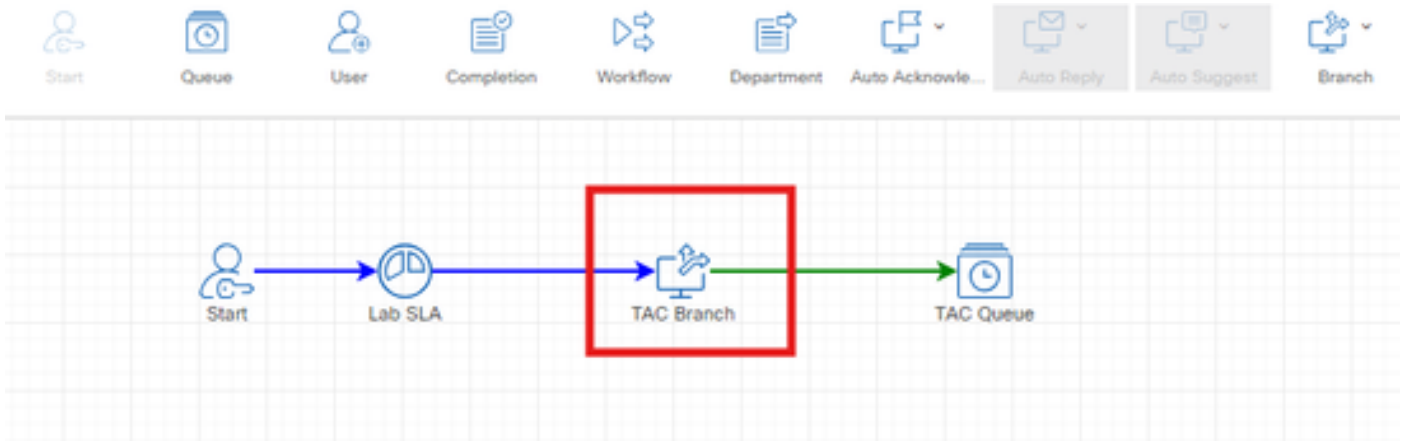 Start Queue User Completion Workflow Department Auto Acknowle... Auto Reply Auto Suggest Branch
Start Lab SLA TAC Branch TAC Queue